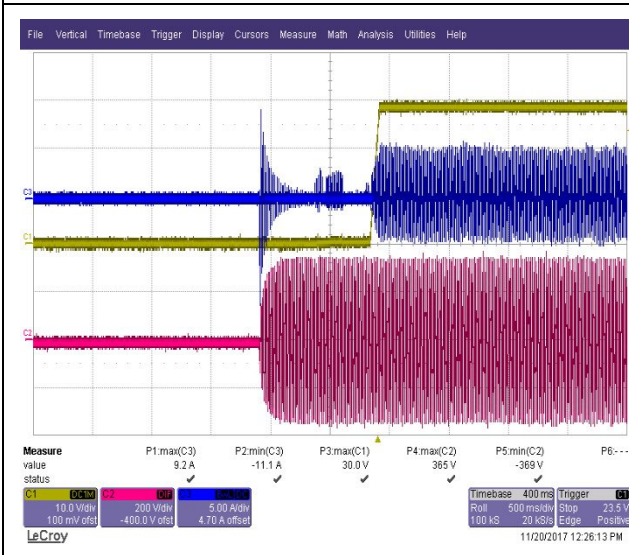 File Vertical Timebase Trigger Display Cursors Measure Math Analysis Utilities Help
C3
C1
C2
Measure P1:max(C3) P2:min(C3) P3:max(C1) P4:max(C2) P5:min(C2) P6:---
value 9.2 A -11.1 A 30.0 V 365 V -369 V
status
C1 DC1M C2 Timebase 400 ms Trigger C1
10.0 V/div 200 V/div 5.00 A/div Roll 500 ms/div Stop 23.5 V
100 mV ofst -400.0 V ofst 4.70 A offset 100 kS 20 kS/s Edge Positive
LeCroy 11/20/2017 12:26:13 PM